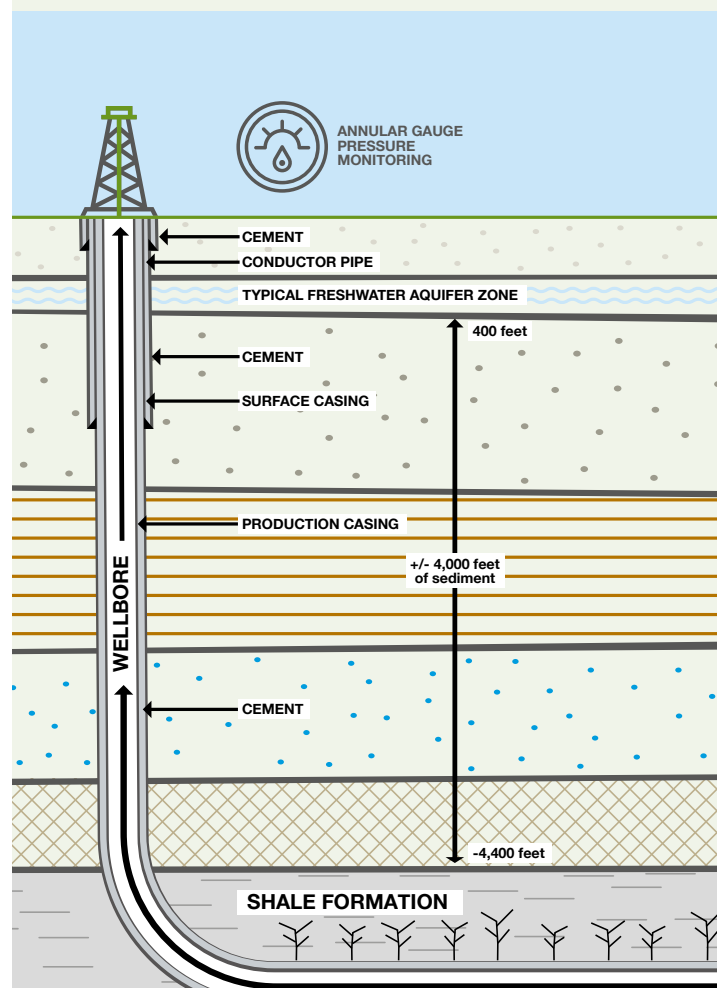 ANNULAR GAUGE
PRESSURE
MONITORING
CEMENT
CONDUCTOR PIPE
TYPICAL FRESHWATER AQUIFER ZONE
400 feet
CEMENT
SURFACE CASING
PRODUCTION CASING
WELLBORE
+/- 4,000 feet
of sediment
CEMENT
-4,400 feet
SHALE FORMATION